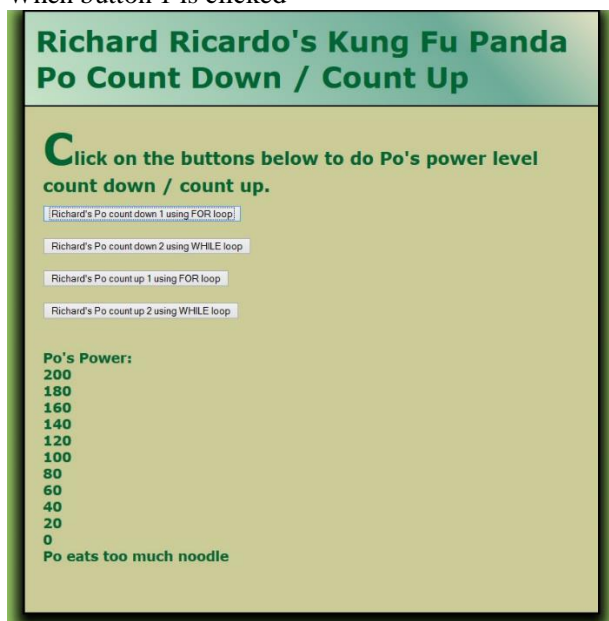 When button 1 is clicked
Richard Ricardo's Kung Fu Panda
Po Count Down / Count Up
Click on the buttons below to do Po's power level
count down / count up.
Richard's Po count down 1 using FOR loop
Richard's Po count down 2 using WHILE loop
Richard's Po count up 1 using FOR loop
Richard's Po count up 2 using WHILE loop
Po's Power:
200
180
160
140
120
100
80
60
40
20
0
Po eats too much noodle